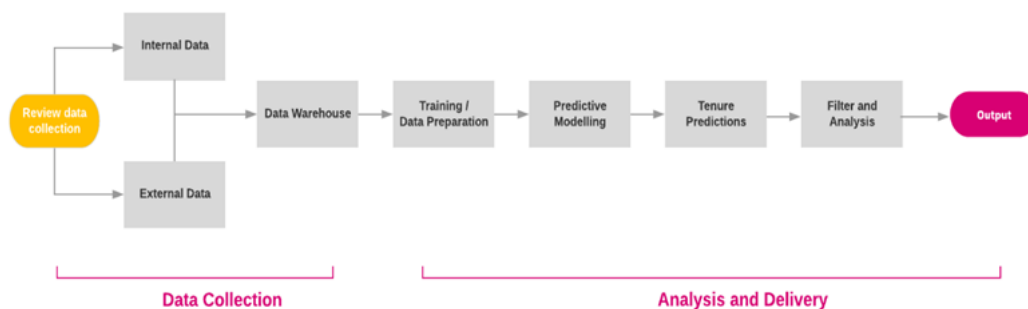 Internal Data
Review data
collection
Data Warehouse
Training /
Data Preparation
Predictive
Modelling
Tenure
Predictions
Filter and
Analysis
Output
External Data
Data Collection
Analysis and Delivery